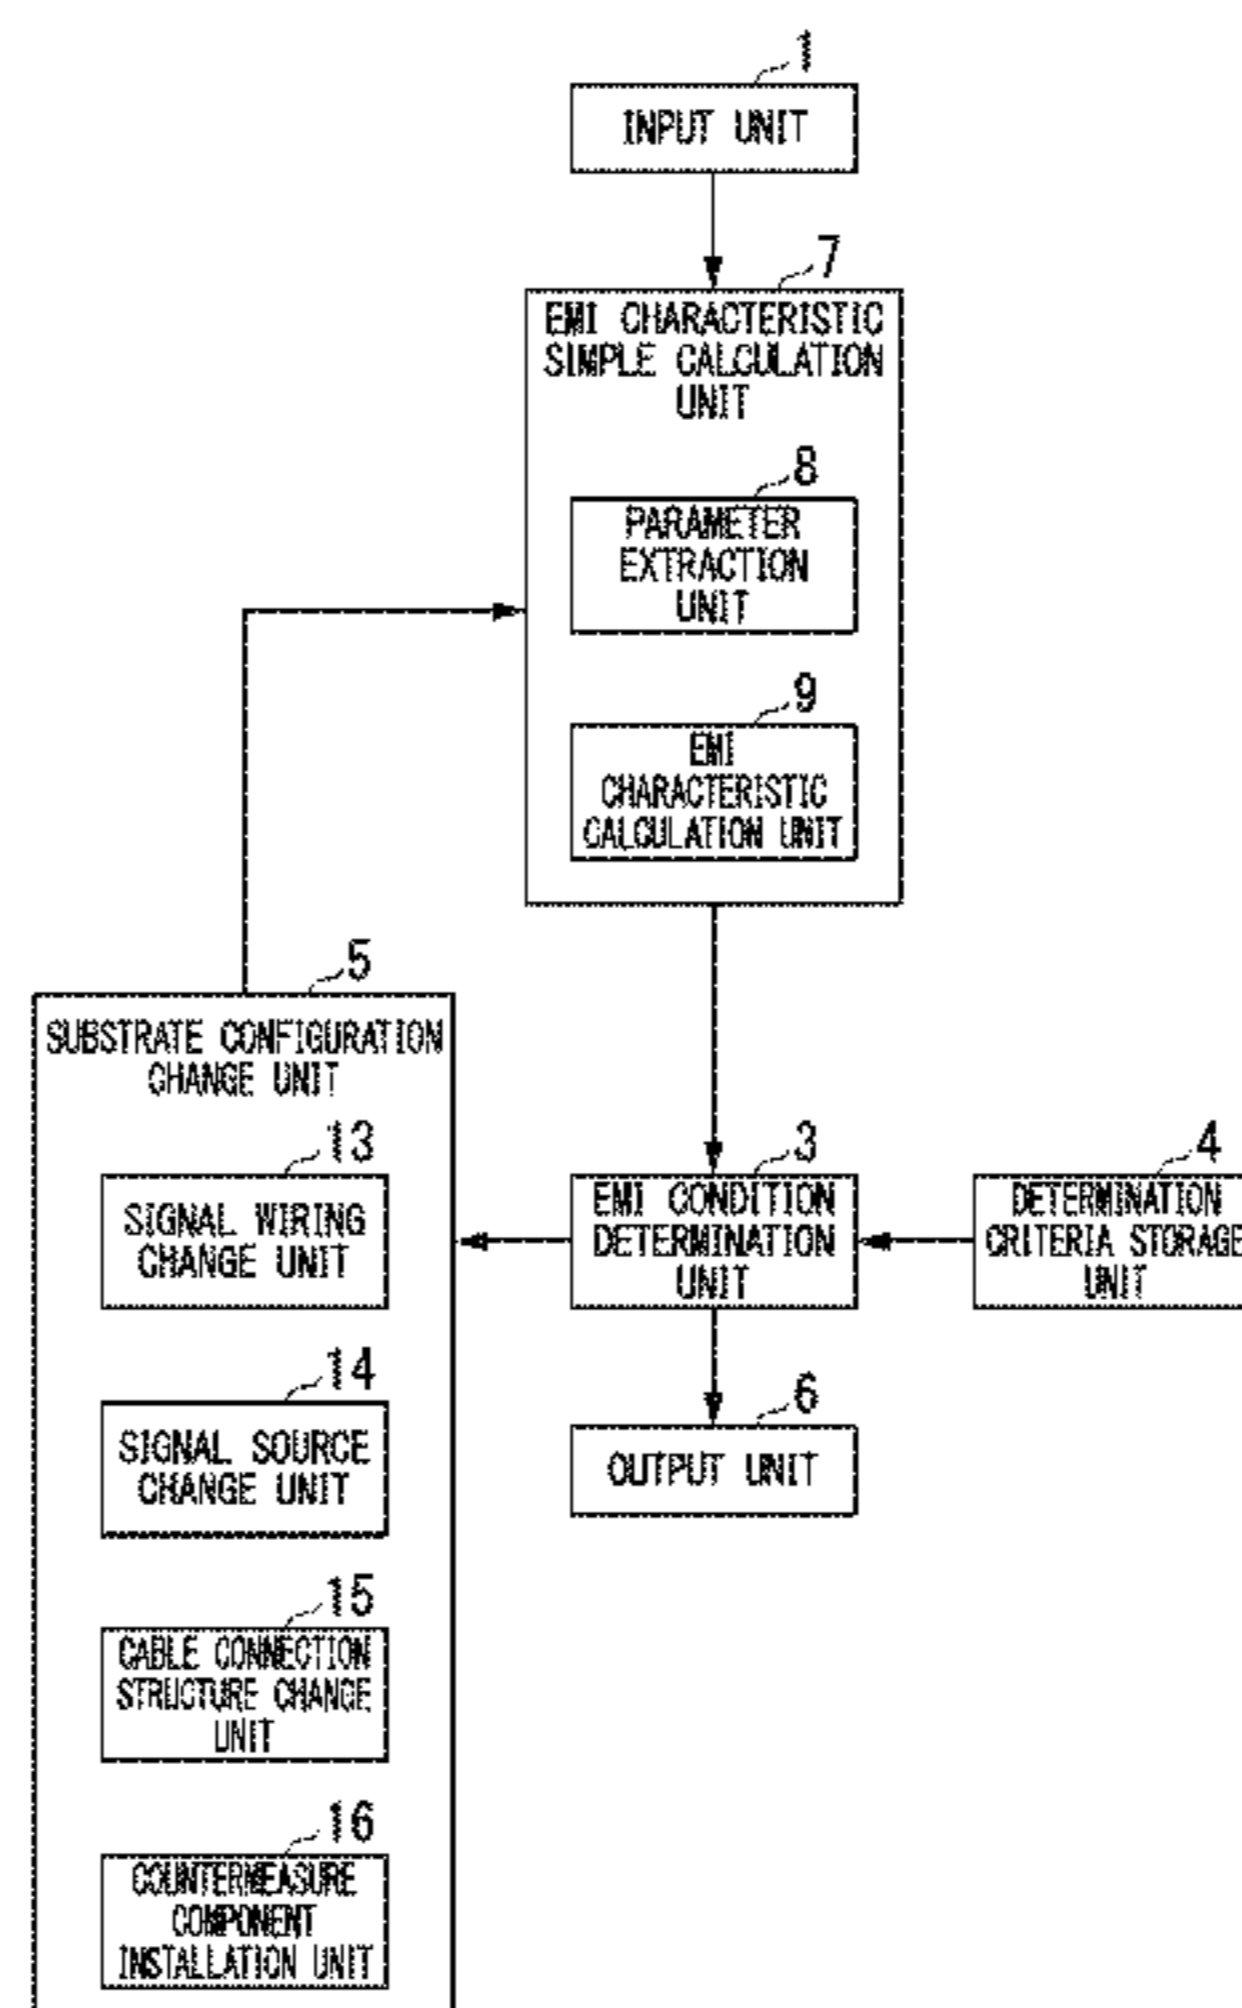 1
INPUT UNIT
7
EMI CHARACTERISTIC
SIMPLE CALCULATION
UNIT
8
PARAMETER
EXTRACTION
UNIT
9
EMI
CHARACTERISTIC
CALCULATION UNIT
5
SUBSTRATE CONFIGURATION
CHANGE UNIT
13
SIGNAL WIRING
CHANGE UNIT
14
SIGNAL SOURCE
CHANGE UNIT
15
CABLE CONNECTION
STRUCTURE CHANGE
UNIT
16
COUNTERMEASURE
COMPONENT
INSTALLATION UNIT
3
EMI CONDITION
DETERMINATION
UNIT
4
DETERMINATION
CRITERIA STORAGE
UNIT
6
OUTPUT UNIT